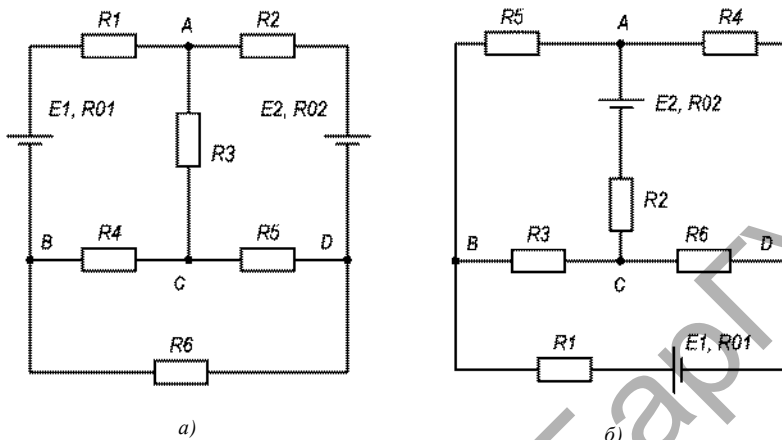 R1 A R2
E1, R01
E2, R02
R3
B R4 R5 D
C
R6
а)
R5 A R4
E2, R02
R2
B R3 R6 D
C
R1 E1, R01
б)
БарГУ